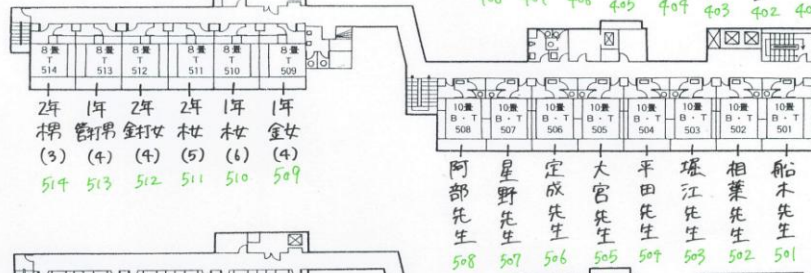 405 404 403 402
8畳 T 514
8畳 T 513
8畳 T 512
8畳 T 511
8畳 T 510
8畳 T 509
10畳 B・T 508
10畳 B・T 507
10畳 B・T 506
10畳 B・T 505
10畳 B・T 504
10畳 B・T 503
10畳 B・T 502
10畳 B・T 501
2年 (3) 514
1年 (4) 513
2年 (4) 512
2年 (5) 511
1年 (6) 510
1年 金女 (4) 509
阿部先生 508
星野先生 507
定成先生 506
大宮先生 505
平田先生 504
堀江先生 503
相葉先生 502
船木先生 501